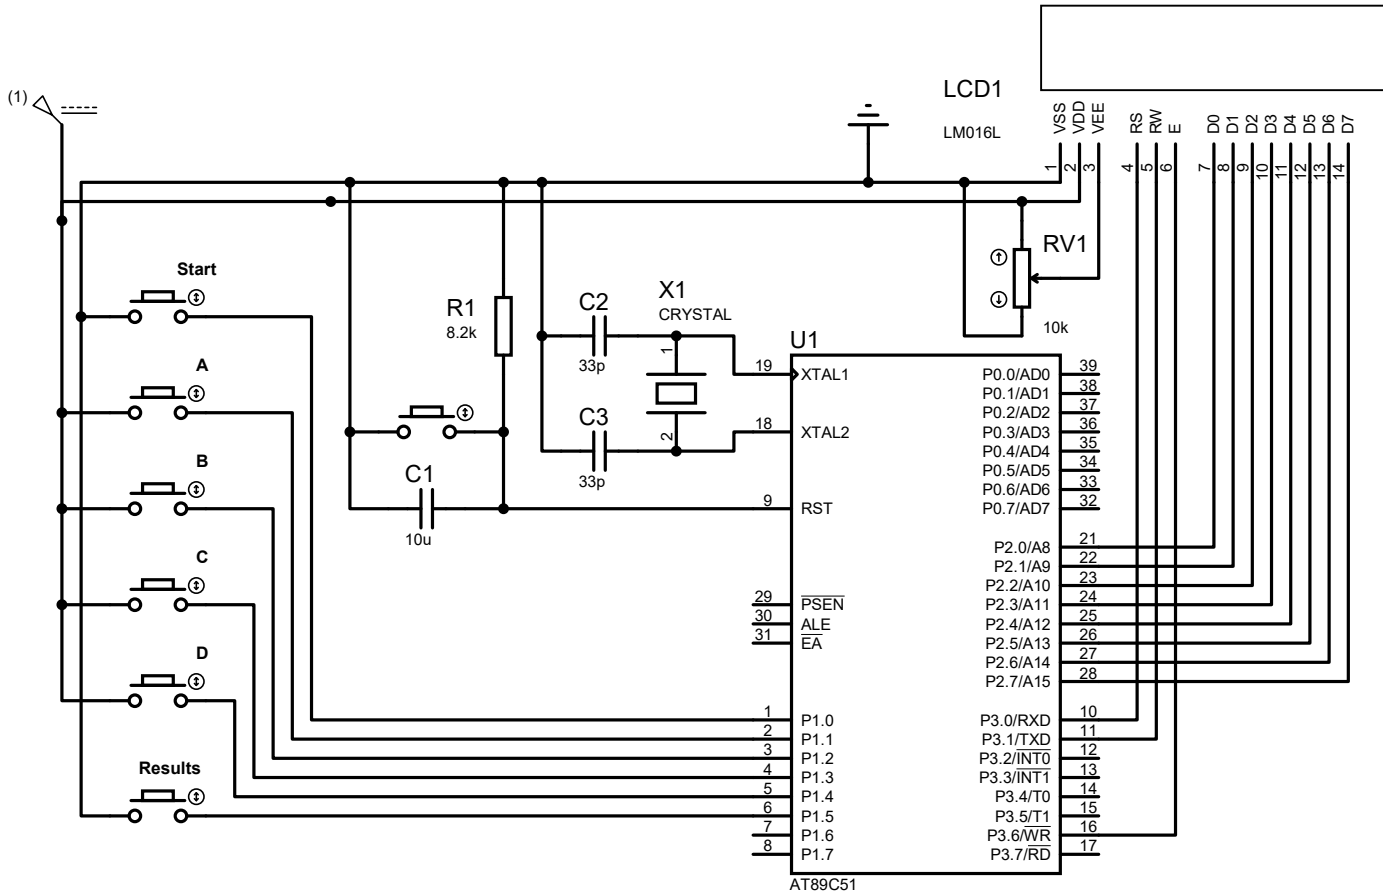 (1)
LCD1
LM016L
VSS
VDD
VEE
RS
RW
E
D0
D1
D2
D3
D4
D5
D6
D7
1
2
3
4
5
6
7
8
9
10
11
12
13
14
RV1
10k
Start
A
B
C
D
Results
R1
8.2k
C1
10u
C2
33p
C3
33p
X1
CRYSTAL
1
2
U1
19 XTAL1
18 XTAL2
9 RST
29 PSEN
30 ALE
31 EA
1 P1.0
2 P1.1
3 P1.2
4 P1.3
5 P1.4
6 P1.5
7 P1.6
8 P1.7
P0.0/AD0 39
P0.1/AD1 38
P0.2/AD2 37
P0.3/AD3 36
P0.4/AD4 35
P0.5/AD5 34
P0.6/AD6 33
P0.7/AD7 32
P2.0/A8 21
P2.1/A9 22
P2.2/A10 23
P2.3/A11 24
P2.4/A12 25
P2.5/A13 26
P2.6/A14 27
P2.7/A15 28
P3.0/RXD 10
P3.1/TXD 11
P3.2/INT0 12
P3.3/INT1 13
P3.4/T0 14
P3.5/T1 15
P3.6/WR 16
P3.7/RD 17
AT89C51